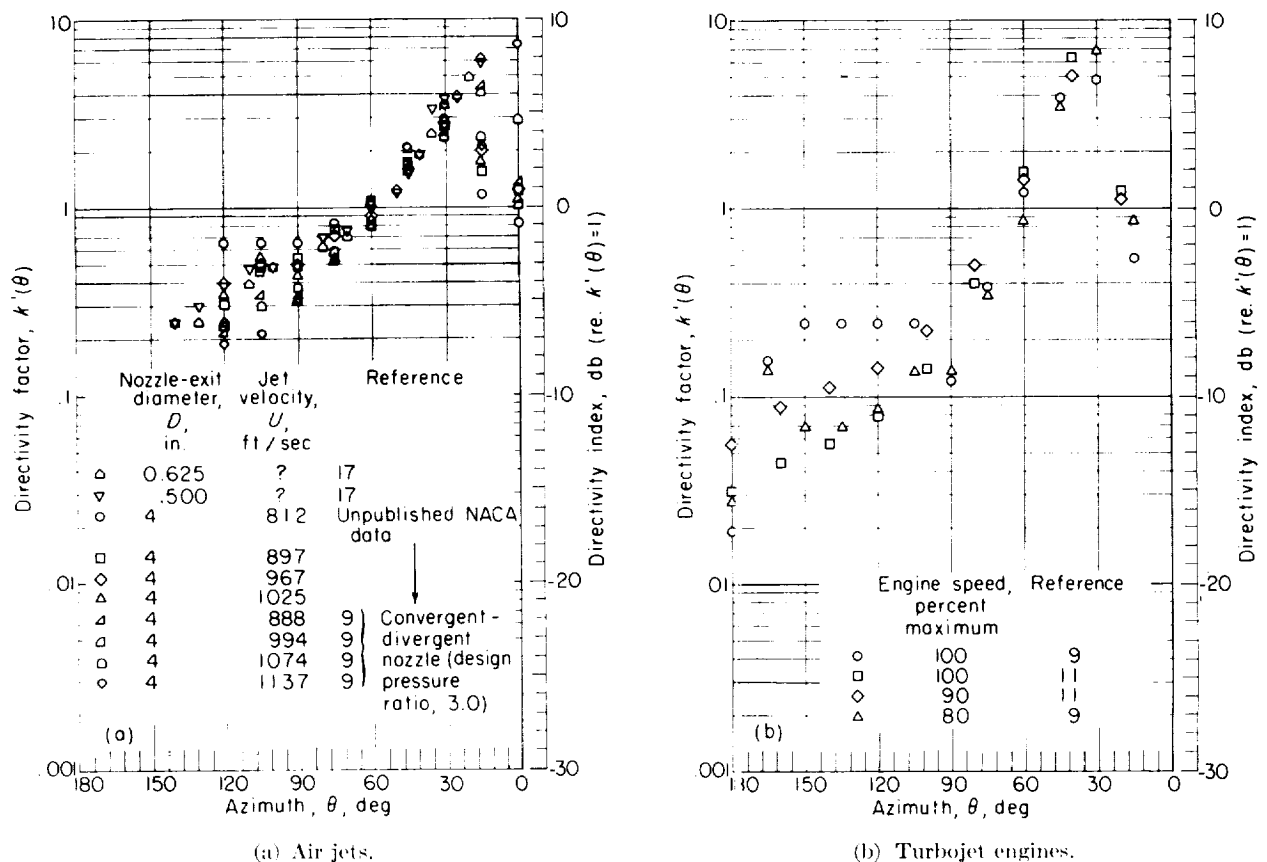 10
1
.1
.01
.001
Directivity factor, k'(θ)
10
0
-10
-20
-30
Directivity index, db (re. k'(θ)=1)
Nozzle-exit diameter, D, in.
Jet velocity, U, ft/sec
Reference
0.625 ? 17
.500 ? 17
4 812 Unpublished NACA data
4 897
4 967
4 1025
4 888 9
4 994 9
4 1074 9
4 1137 9
Convergent-
divergent
nozzle (design
pressure
ratio, 3.0)
(a)
180 150 120 90 60 30 0
Azimuth, θ, deg
(a) Air jets.
10
1
.1
.01
.001
Directivity factor, k'(θ)
10
0
-10
-20
-30
Directivity index, db (re. k'(θ)=1)
Engine speed, percent maximum
Reference
100 9
100 11
90 11
80 9
(b)
180 150 120 90 60 30 0
Azimuth, θ, deg
(b) Turbojet engines.